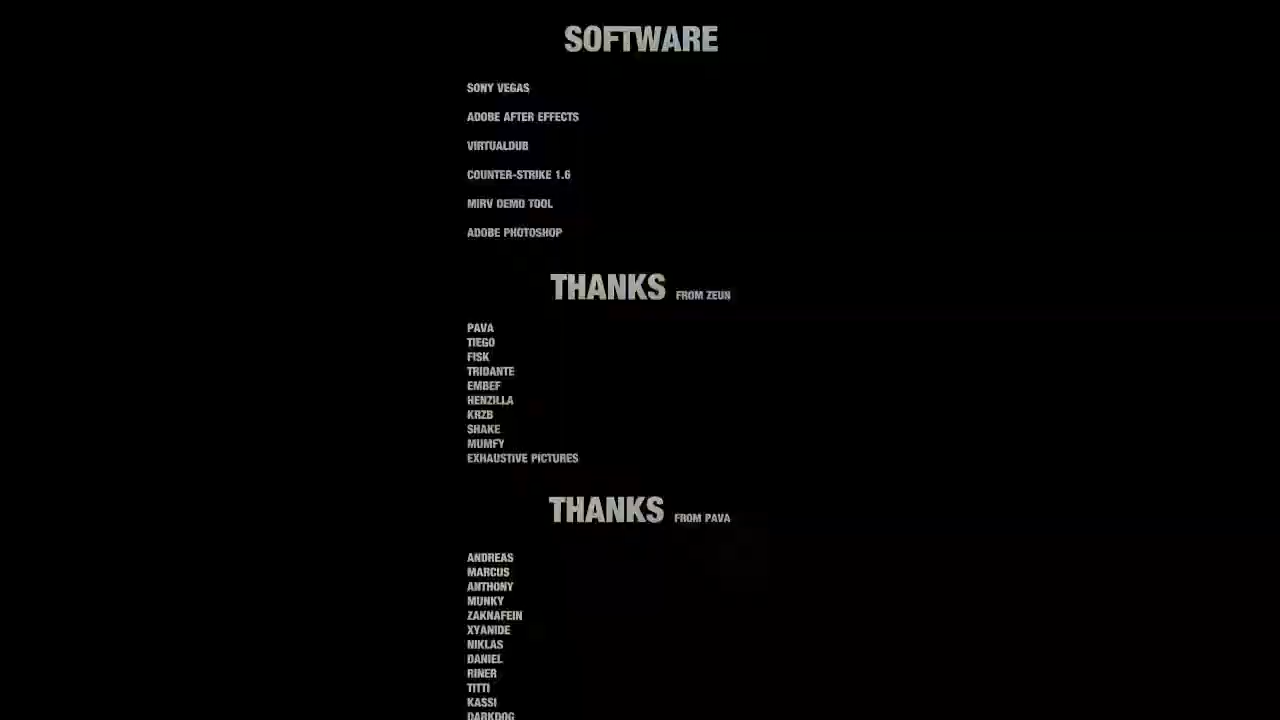 SOFTWARE
SONY VEGAS
ADOBE AFTER EFFECTS
VIRTUALDUB
COUNTER-STRIKE 1.6
MIRV DEMO TOOL
ADOBE PHOTOSHOP
THANKS FROM ZEUN
PAVA
TIEGO
FISK
TRIDANTE
EMBEF
HENZILLA
KRZB
SHAKE
MUMFY
EXHAUSTIVE PICTURES
THANKS FROM PAVA
ANDREAS
MARCUS
ANTHONY
MUNKY
ZAKNAFEIN
XYANIDE
NIKLAS
DANIEL
RINER
TITTI
KASSI
DARKDOG